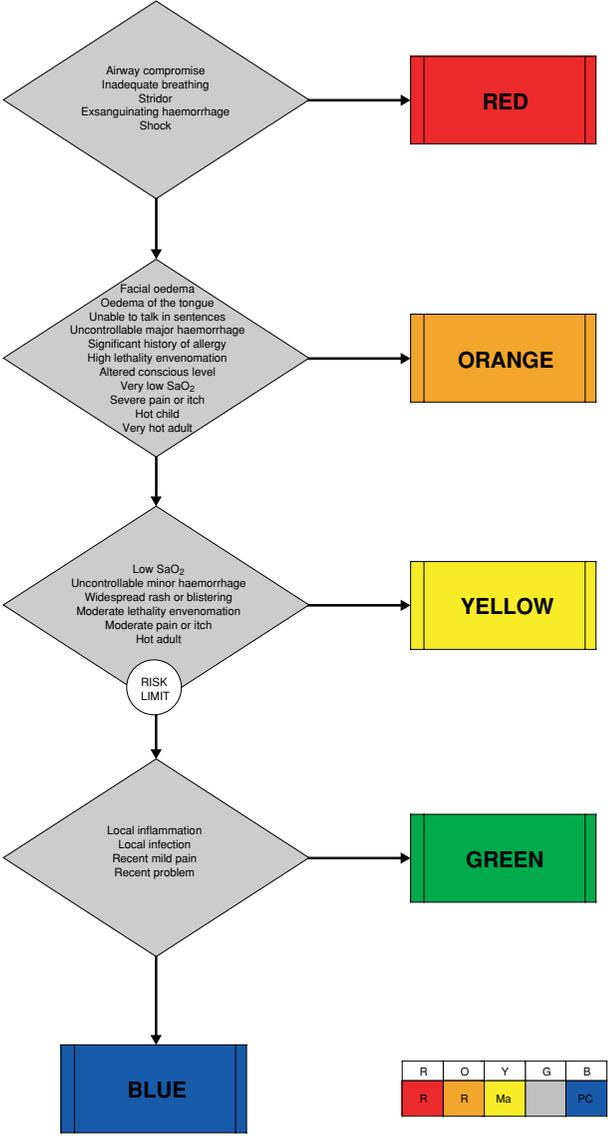 Airway compromise
Inadequate breathing
Stridor
Exsanguinating haemorrhage
Shock
RED
Facial oedema
Oedema of the tongue
Unable to talk in sentences
Uncontrollable major haemorrhage
Significant history of allergy
High lethality envenomation
Altered conscious level
Very low SaO2
Severe pain or itch
Hot child
Very hot adult
ORANGE
Low SaO2
Uncontrollable minor haemorrhage
Widespread rash or blistering
Moderate lethality envenomation
Moderate pain or itch
Hot adult
YELLOW
RISK
LIMIT
Local inflammation
Local infection
Recent mild pain
Recent problem
GREEN
BLUE
R O Y G B
R R Ma PC